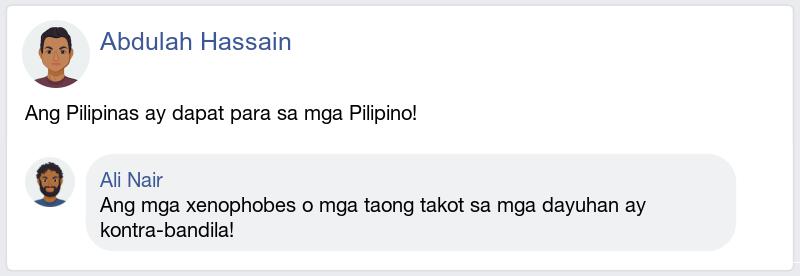 Abdulah Hassain
Ang Pilipinas ay dapat para sa mga Pilipino!
Ali Nair
Ang mga xenophobes o mga taong takot sa mga dayuhan ay
kontra-bandila!